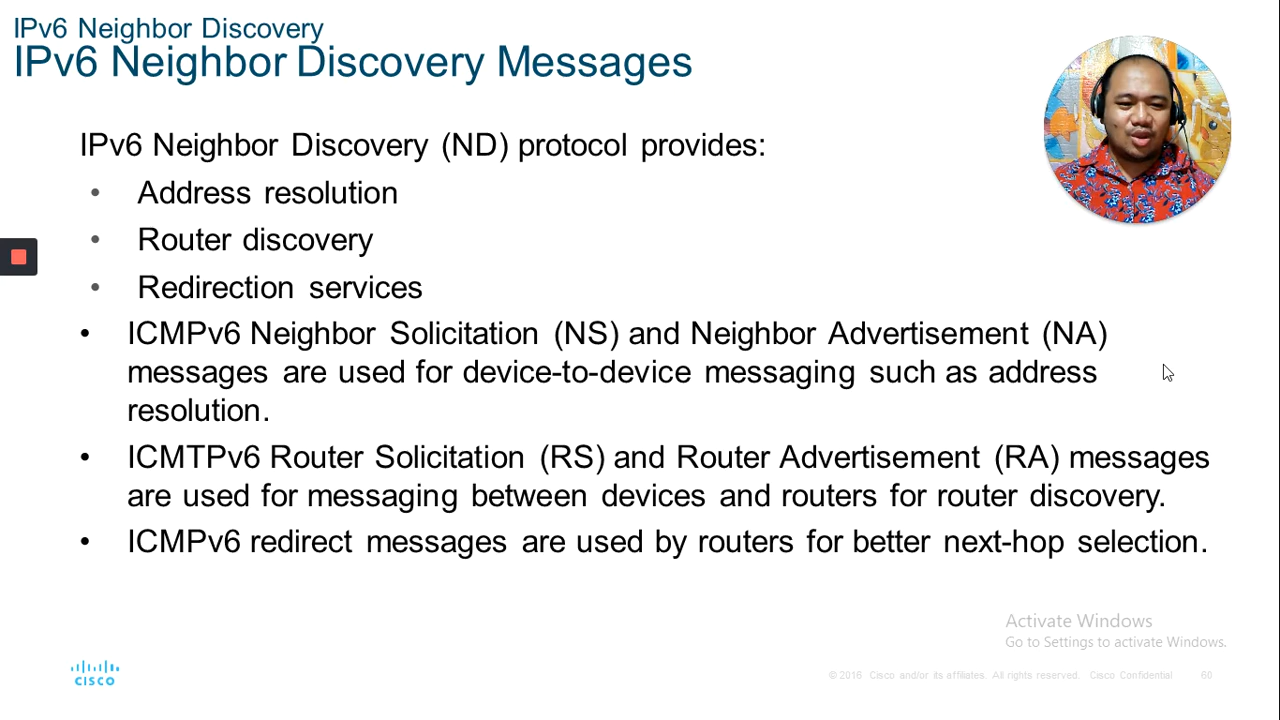 IPv6 Neighbor Discovery
IPv6 Neighbor Discovery Messages
IPv6 Neighbor Discovery (ND) protocol provides:
• Address resolution
• Router discovery
• Redirection services
• ICMPv6 Neighbor Solicitation (NS) and Neighbor Advertisement (NA)
messages are used for device-to-device messaging such as address
resolution.
• ICMTPv6 Router Solicitation (RS) and Router Advertisement (RA) messages
are used for messaging between devices and routers for router discovery.
• ICMPv6 redirect messages are used by routers for better next-hop selection.
Activate Windows
Go to Settings to activate Windows.
CISCO
© 2016 Cisco and/or its affiliates. All rights reserved. Cisco Confidential 60